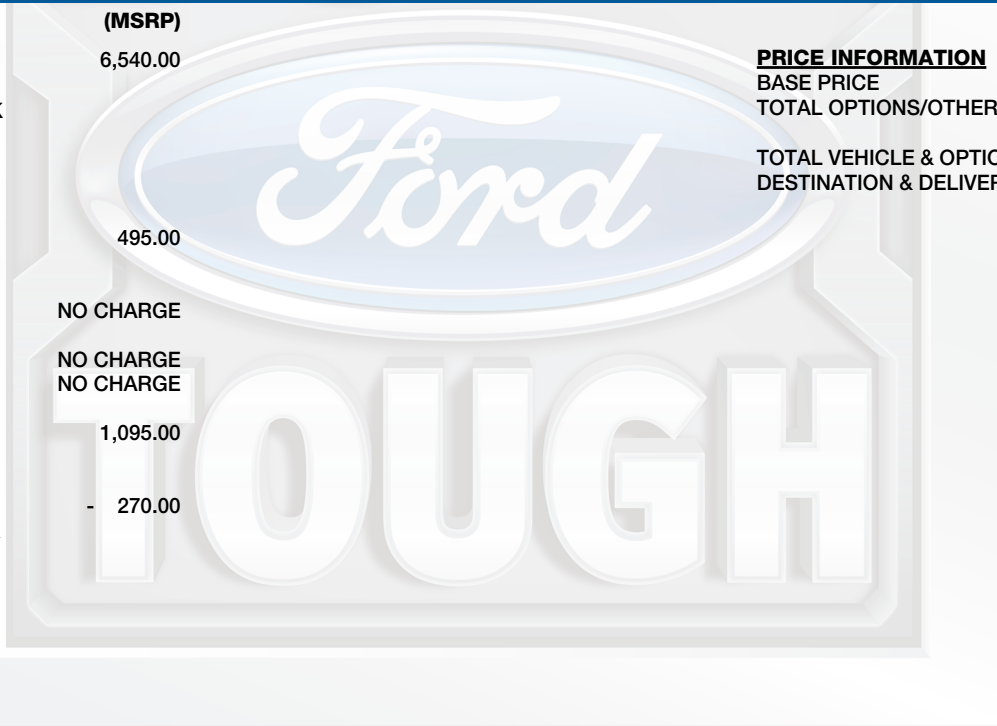 (MSRP)
6,540.00
495.00
NO CHARGE
NO CHARGE
NO CHARGE
1,095.00
- 270.00
PRICE INFORMATION
BASE PRICE
TOTAL OPTIONS/OTHER
TOTAL VEHICLE & OPTIO
DESTINATION & DELIVER
Ford
TOUGH